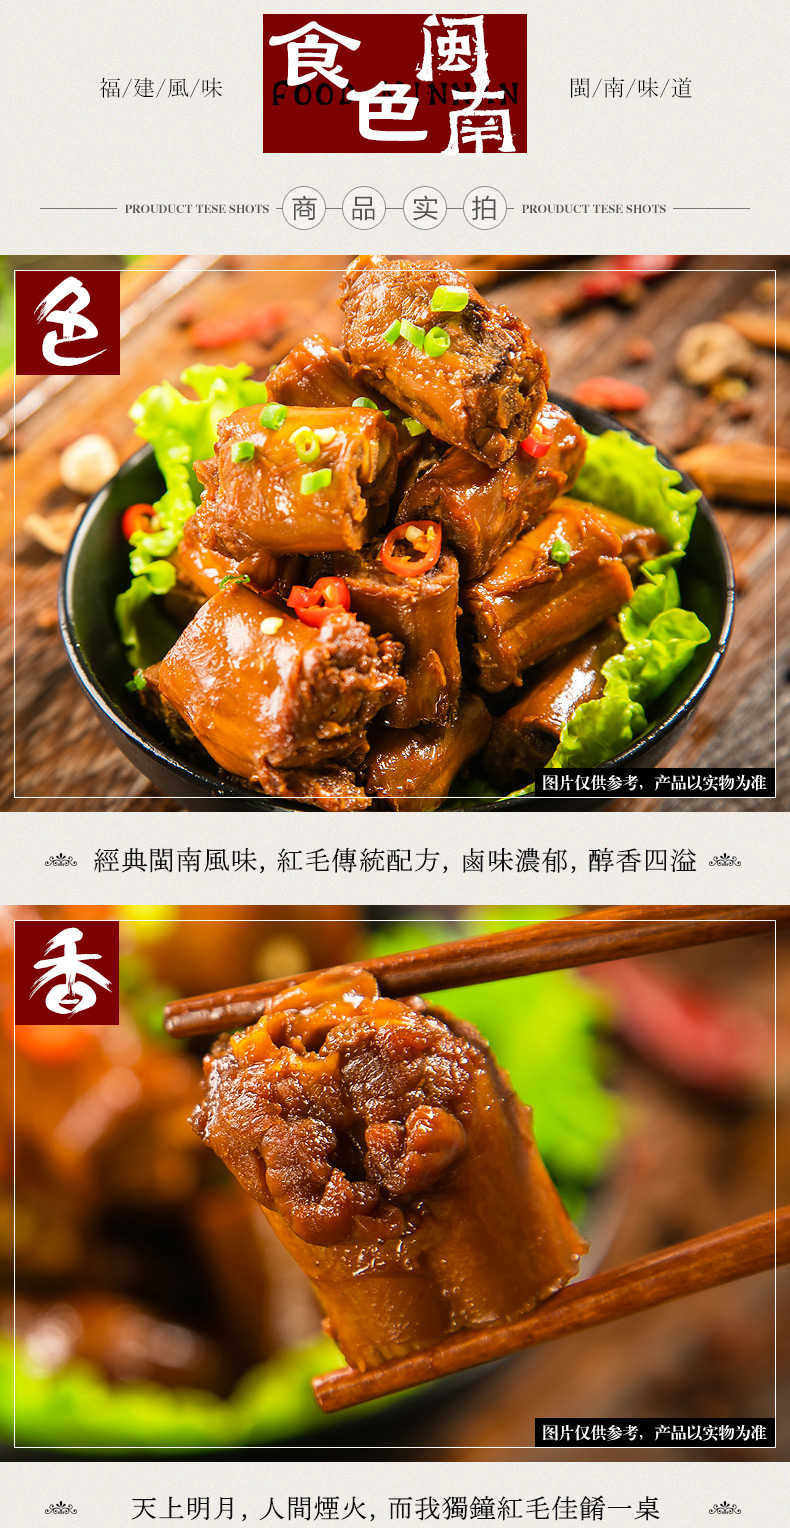 福/建/風/味
食色闽南
FOOD MINNAN
閩/南/味/道
PROUDUCT TESE SHOTS 商品实拍 PROUDUCT TESE SHOTS
色
图片仅供参考，产品以实物为准
經典閩南風味, 紅毛傳統配方, 鹵味濃郁, 醇香四溢
香
图片仅供参考，产品以实物为准
天上明月, 人間煙火, 而我獨鐘紅毛佳餚一桌